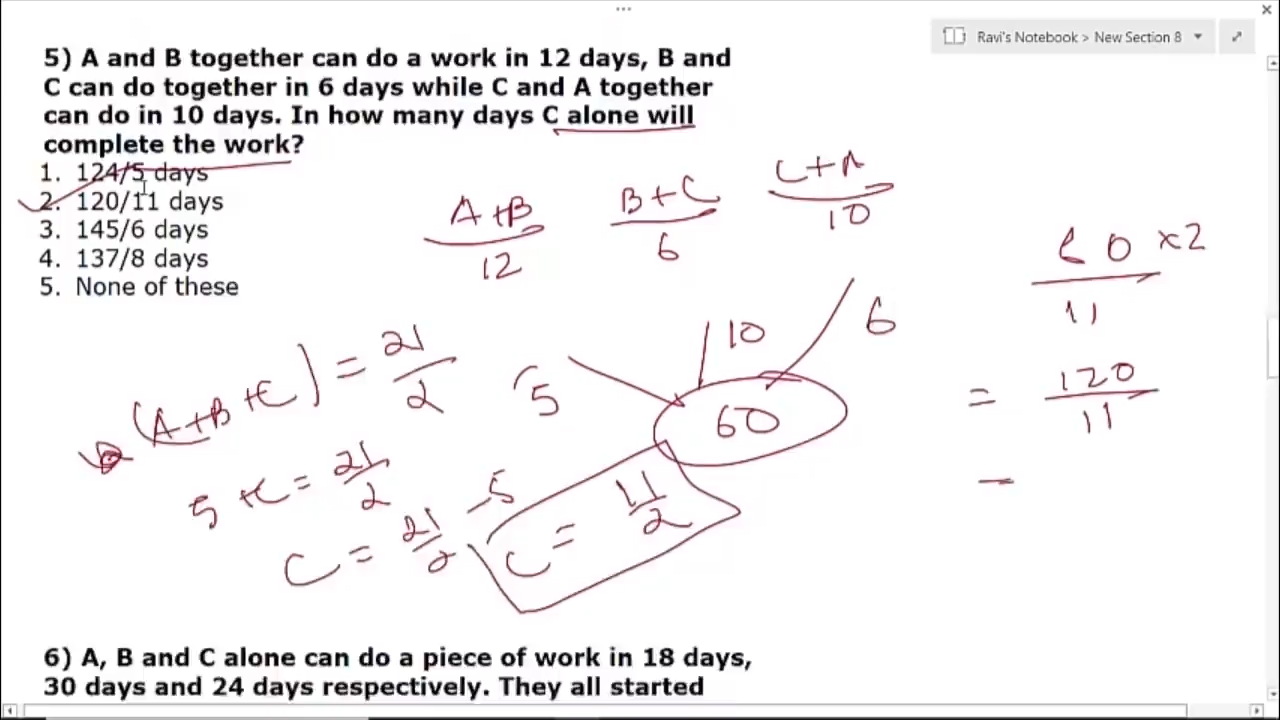 Ravi's Notebook > New Section 8
5) A and B together can do a work in 12 days, B and
C can do together in 6 days while C and A together
can do in 10 days. In how many days C alone will
complete the work?
1. 124/5 days
2. 120/11 days
3. 145/6 days
4. 137/8 days
5. None of these
A+B
12
B+C
6
C+A
10
5
10
6
60
(A+B+C) = 21/2
5+C = 21/2
C = 21/2 - 5
C = 11/2
60 x2
11
= 120
11
6) A, B and C alone can do a piece of work in 18 days,
30 days and 24 days respectively. They all started